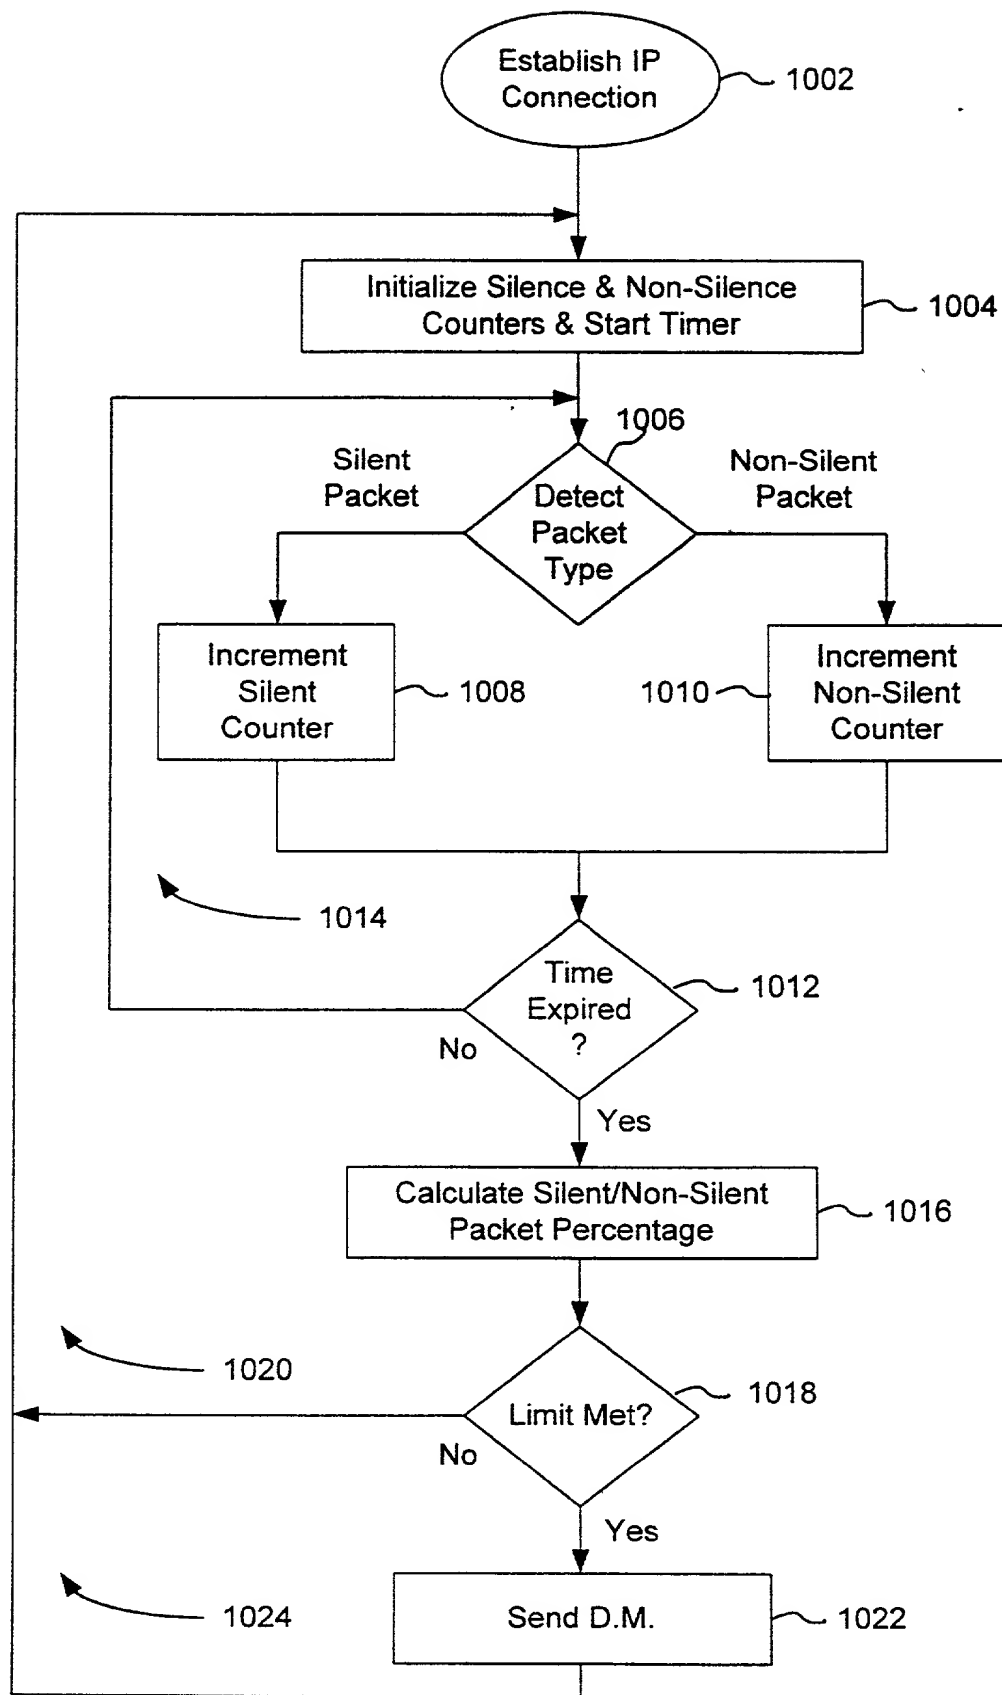 Establish IP
Connection
1002
Initialize Silence & Non-Silence
Counters & Start Timer
1004
1006
Silent
Packet
Non-Silent
Packet
Detect
Packet
Type
Increment
Silent
Counter
1008
1010
Increment
Non-Silent
Counter
1014
Time
Expired
?
1012
No
Yes
Calculate Silent/Non-Silent
Packet Percentage
1016
1020
Limit Met?
1018
No
Yes
1024
Send D.M.
1022